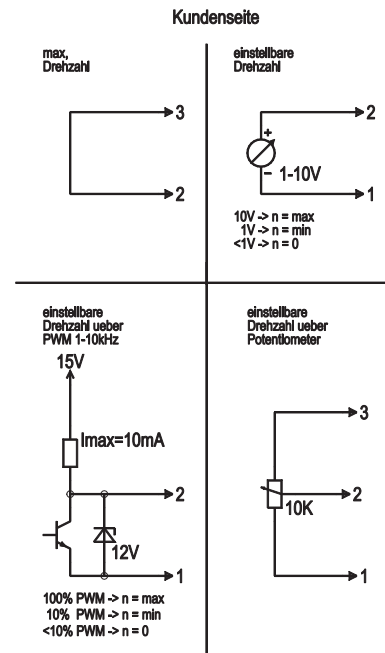 Kundenseite
max,
Drehzahl
3
2
einstellbare
Drehzahl
2
+
1-10V
-
1
10V -> n = max
1V -> n = min
<1V -> n = 0
einstellbare
Drehzahl ueber
PWM 1-10kHz
15V
Imax=10mA
2
12V
1
100% PWM -> n = max
10% PWM -> n = min
<10% PWM -> n = 0
einstellbare
Drehzahl ueber
Potentiometer
3
2
10K
1